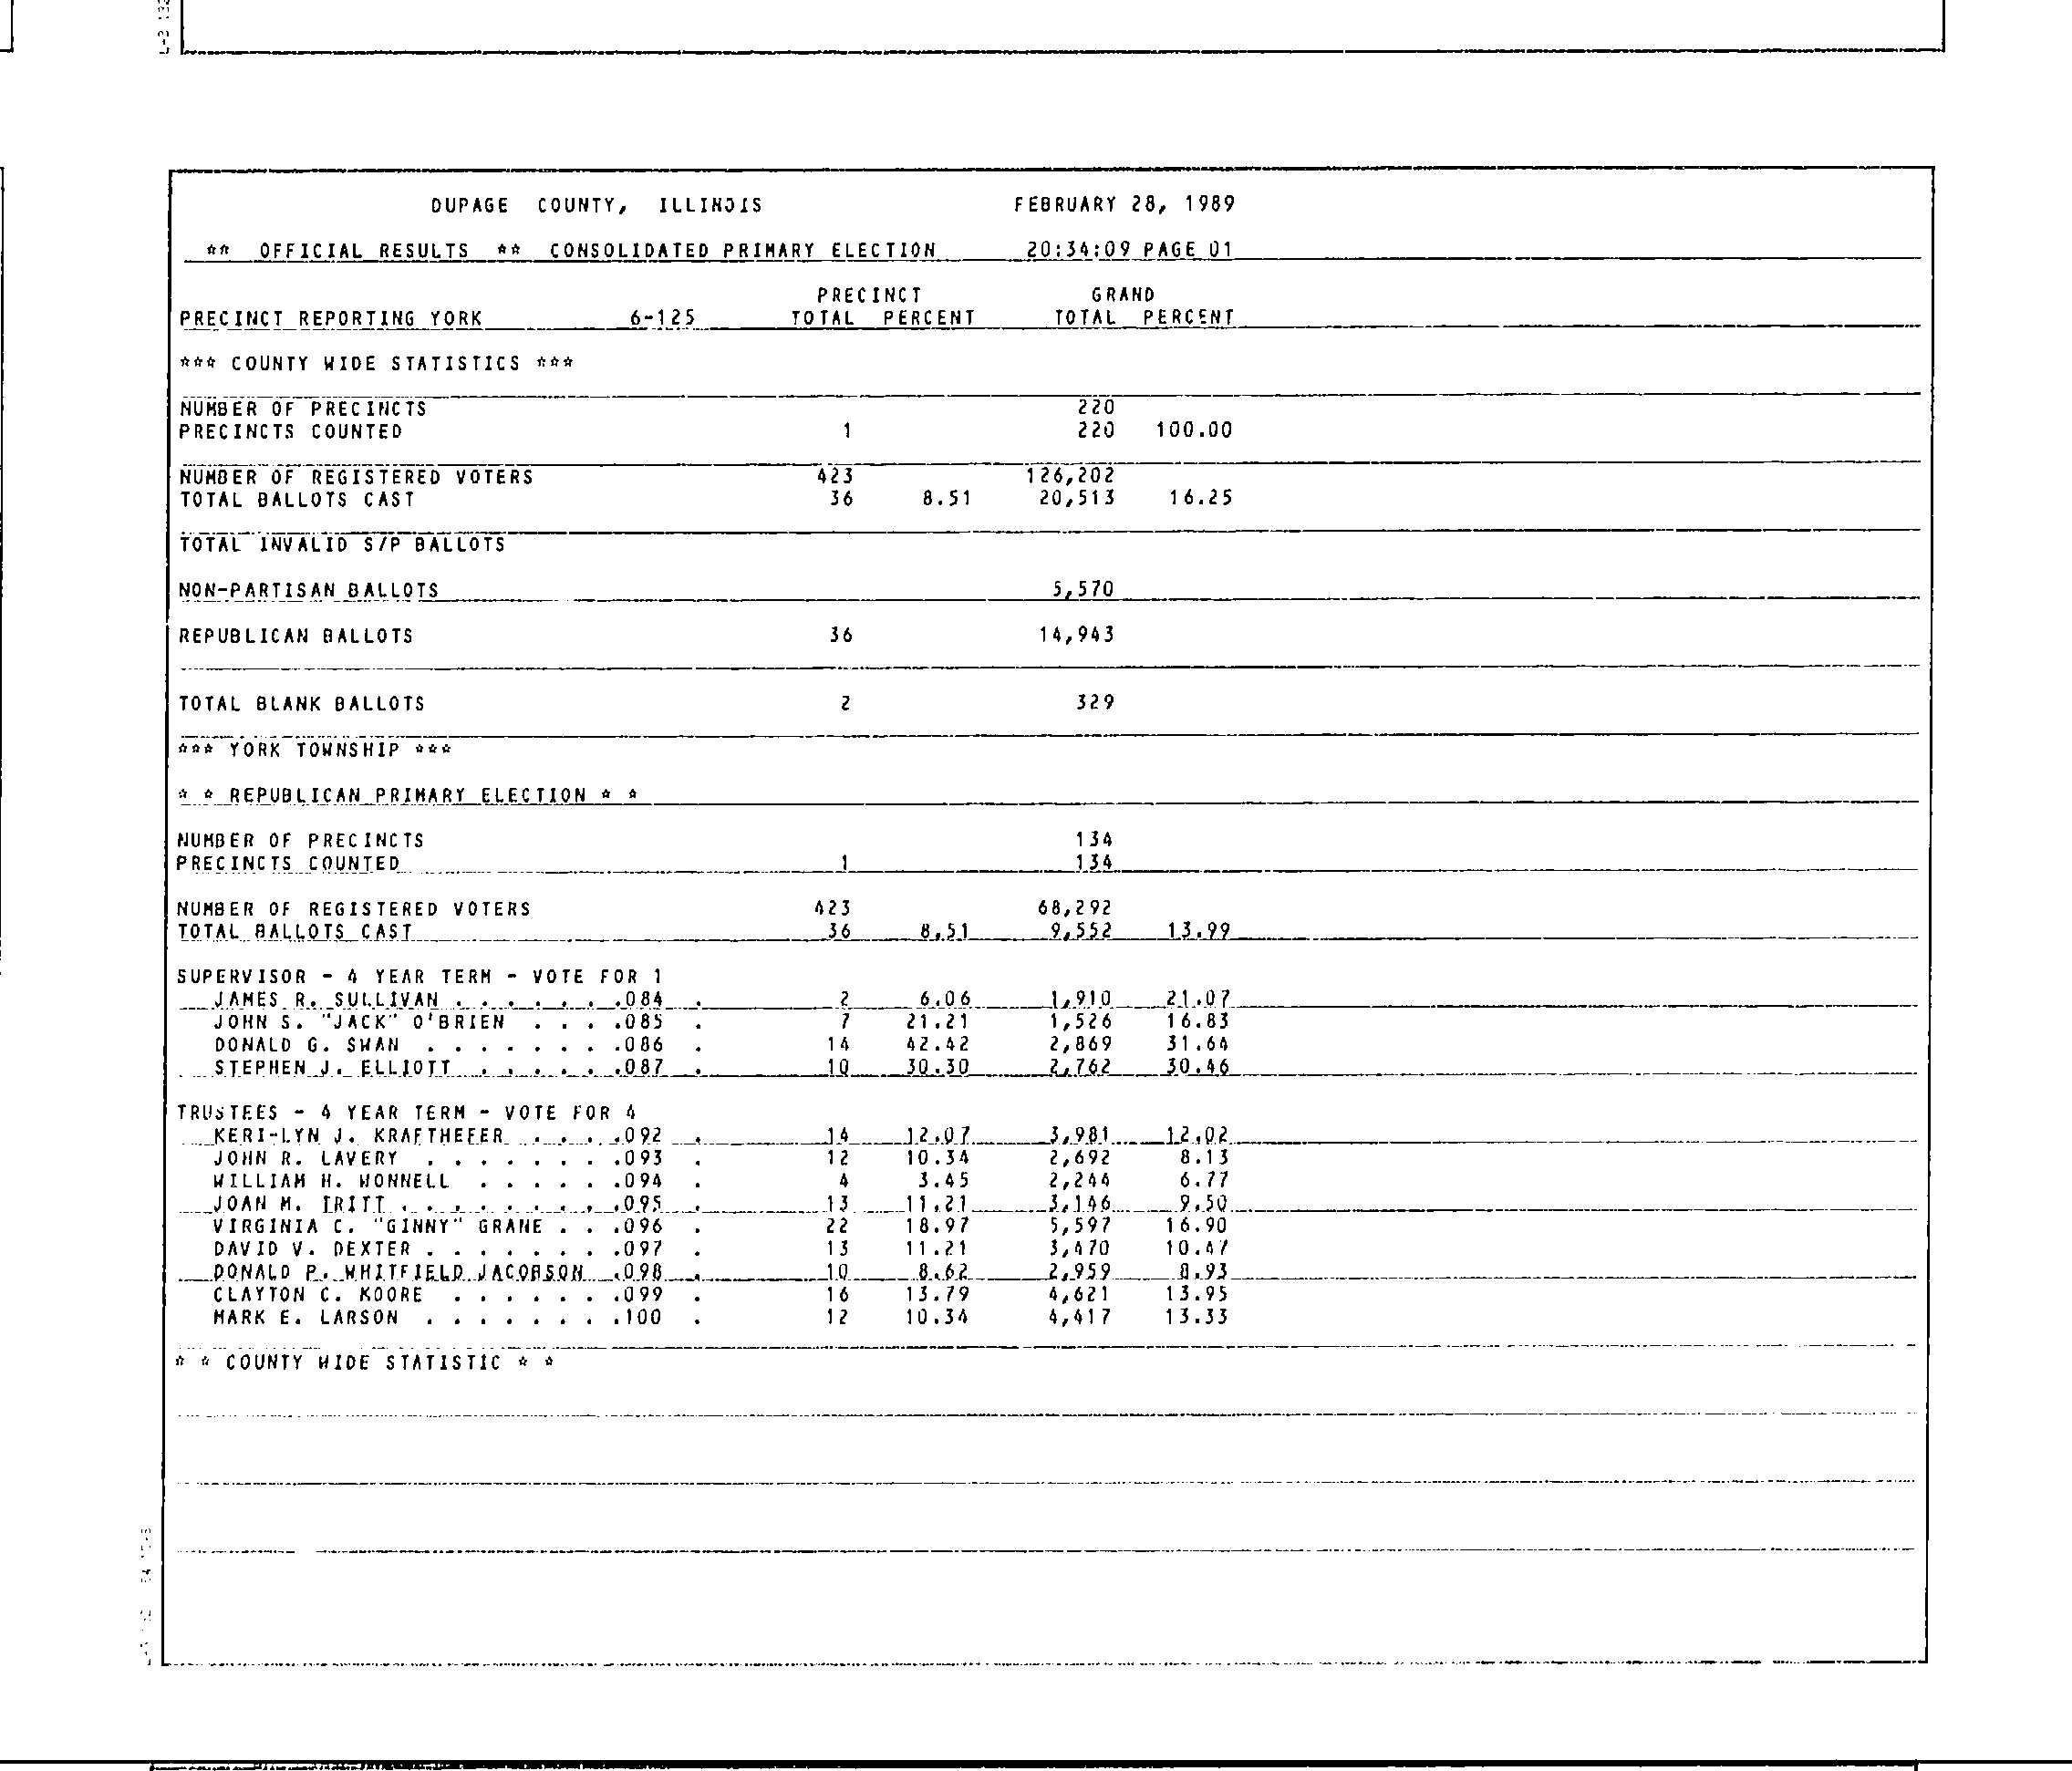 DUPAGE COUNTY, ILLINOIS FEBRUARY 28, 1989
** OFFICIAL RESULTS ** CONSOLIDATED PRIMARY ELECTION 20:34:09 PAGE 01
PRECINCT GRAND
PRECINCT REPORTING YORK 6-125 TOTAL PERCENT TOTAL PERCENT
*** COUNTY WIDE STATISTICS ***
NUMBER OF PRECINCTS 220
PRECINCTS COUNTED 1 220 100.00
NUMBER OF REGISTERED VOTERS 423 126,202
TOTAL BALLOTS CAST 36 8.51 20,513 16.25
TOTAL INVALID S/P BALLOTS
NON-PARTISAN BALLOTS 5,570
REPUBLICAN BALLOTS 36 14,943
TOTAL BLANK BALLOTS 2 329
*** YORK TOWNSHIP ***
* * REPUBLICAN PRIMARY ELECTION * *
NUMBER OF PRECINCTS 134
PRECINCTS COUNTED 1 134
NUMBER OF REGISTERED VOTERS 423 68,292
TOTAL BALLOTS CAST 36 8.51 9,552 13.99
SUPERVISOR - 4 YEAR TERM - VOTE FOR 1
JAMES R. SULLIVAN . . . . . . .084 . 2 6.06 1,910 21.07
JOHN S. "JACK" O'BRIEN . . . .085 . 7 21.21 1,526 16.83
DONALD G. SWAN . . . . . . . .086 . 14 42.42 2,869 31.64
STEPHEN J. ELLIOTT . . . . . .087 . 10 30.30 2,762 30.46
TRUSTEES - 4 YEAR TERM - VOTE FOR 4
KERI-LYN J. KRAFTHEFER . . . .092 . 14 12.07 3,981 12.02
JOHN R. LAVERY . . . . . . . .093 . 12 10.34 2,692 8.13
WILLIAM H. WONNELL . . . . . .094 . 4 3.45 2,244 6.77
JOAN M. TRITT . . . . . . . . .095 . 13 11.21 3,146 9.50
VIRGINIA C. "GINNY" GRANE . . .096 . 22 18.97 5,597 16.90
DAVID V. DEXTER . . . . . . . .097 . 13 11.21 3,470 10.47
DONALD P. WHITFIELD JACOBSON .098 . 10 8.62 2,959 8.93
CLAYTON C. KOORE . . . . . . .099 . 16 13.79 4,621 13.95
MARK E. LARSON . . . . . . . .100 . 12 10.34 4,417 13.33
* * COUNTY WIDE STATISTIC * *